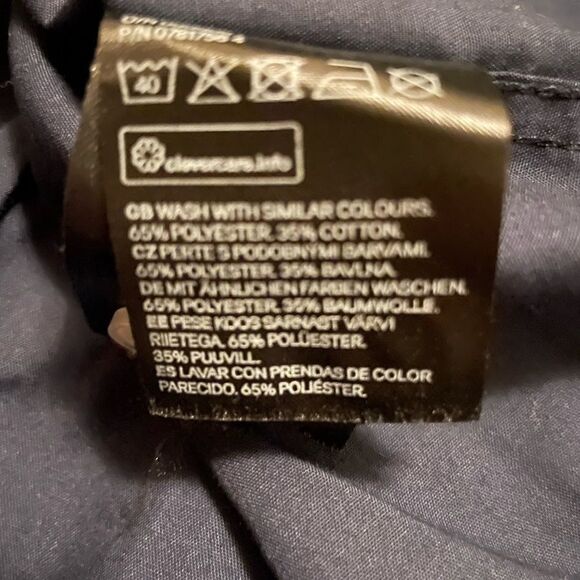 40
clevercare.info
GB WASH WITH SIMILAR COLOURS.
65% POLYESTER. 35% COTTON.
CZ PERTE S PODOBNÝMI BARVAMI.
65% POLYESTER. 35% BAVLNA.
DE MIT ÄHNLICHEN FARBEN WASCHEN.
65% POLYESTER. 35% BAUMWOLLE.
EE PESE KOOS SARNAST VÄRVI
RIIETEGA. 65% POLÜESTER.
35% PUUVILL.
ES LAVAR CON PRENDAS DE COLOR
PARECIDO. 65% POLIÉSTER.